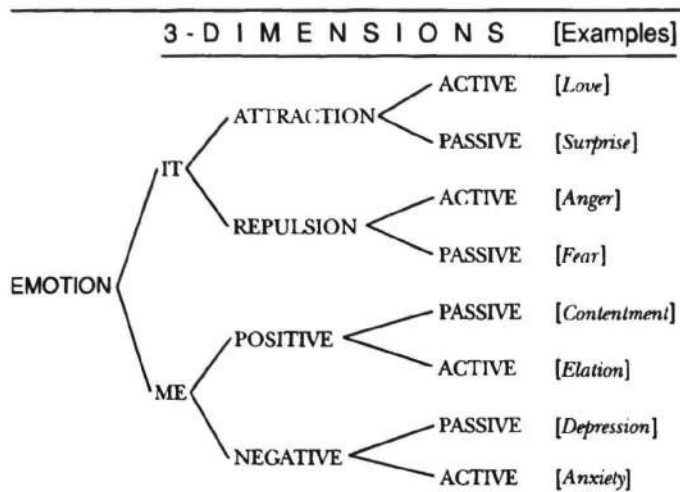 3-DIMENSIONS [Examples]
ACTIVE [Love]
ATTRACTION
PASSIVE [Surprise]
IT
ACTIVE [Anger]
REPULSION
PASSIVE [Fear]
EMOTION
PASSIVE [Contentment]
POSITIVE
ACTIVE [Elation]
ME
PASSIVE [Depression]
NEGATIVE
ACTIVE [Anxiety]